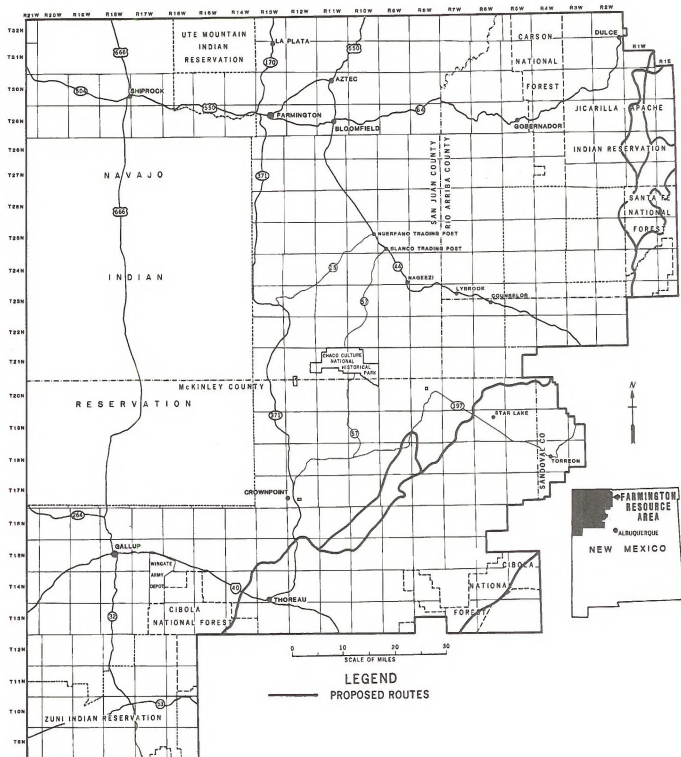 R21W R20W R19W R18W R17W R16W R15W R14W R13W R12W R11W R10W R9W R8W R7W R6W R5W R4W R3W R2W
T32N
T31N
T30N
T29N
T28N
T27N
T26N
T25N
T24N
T23N
T22N
T21N
T20N
T19N
T18N
T17N
T16N
T15N
T14N
T13N
T12N
T11N
T10N
T9N
R1W
R1E
UTE MOUNTAIN
INDIAN
RESERVATION
LA PLATA
CARSON
NATIONAL
FOREST
DULCE
666
170
550
AZTEC
504
SHIPROCK
550
FARMINGTON
BLOOMFIELD
64
GOBERNADOR
JICARILLA APACHE
INDIAN RESERVATION
NAVAJO
666
INDIAN
371
SAN JUAN COUNTY
RIO ARRIBA COUNTY
SANTA FE
NATIONAL
FOREST
HUERFANO TRADING POST
BLANCO TRADING POST
44
NAGEEZI
LYBROOK
COUNSELOR
57
CHACO CULTURE
NATIONAL
HISTORICAL
PARK
MCKINLEY COUNTY
RESERVATION
371
57
197
STAR LAKE
SANDOVAL CO
TORREON
CROWNPOINT
264
GALLUP
WINGATE
ARMY
DEPOT
40
THOREAU
CIBOLA
NATIONAL FOREST
CIBOLA
NATIONAL
FOREST
32
53
ZUNI INDIAN RESERVATION
N
FARMINGTON
RESOURCE
AREA
ALBUQUERQUE
NEW MEXICO
0 10 20 30
SCALE OF MILES
LEGEND
PROPOSED ROUTES